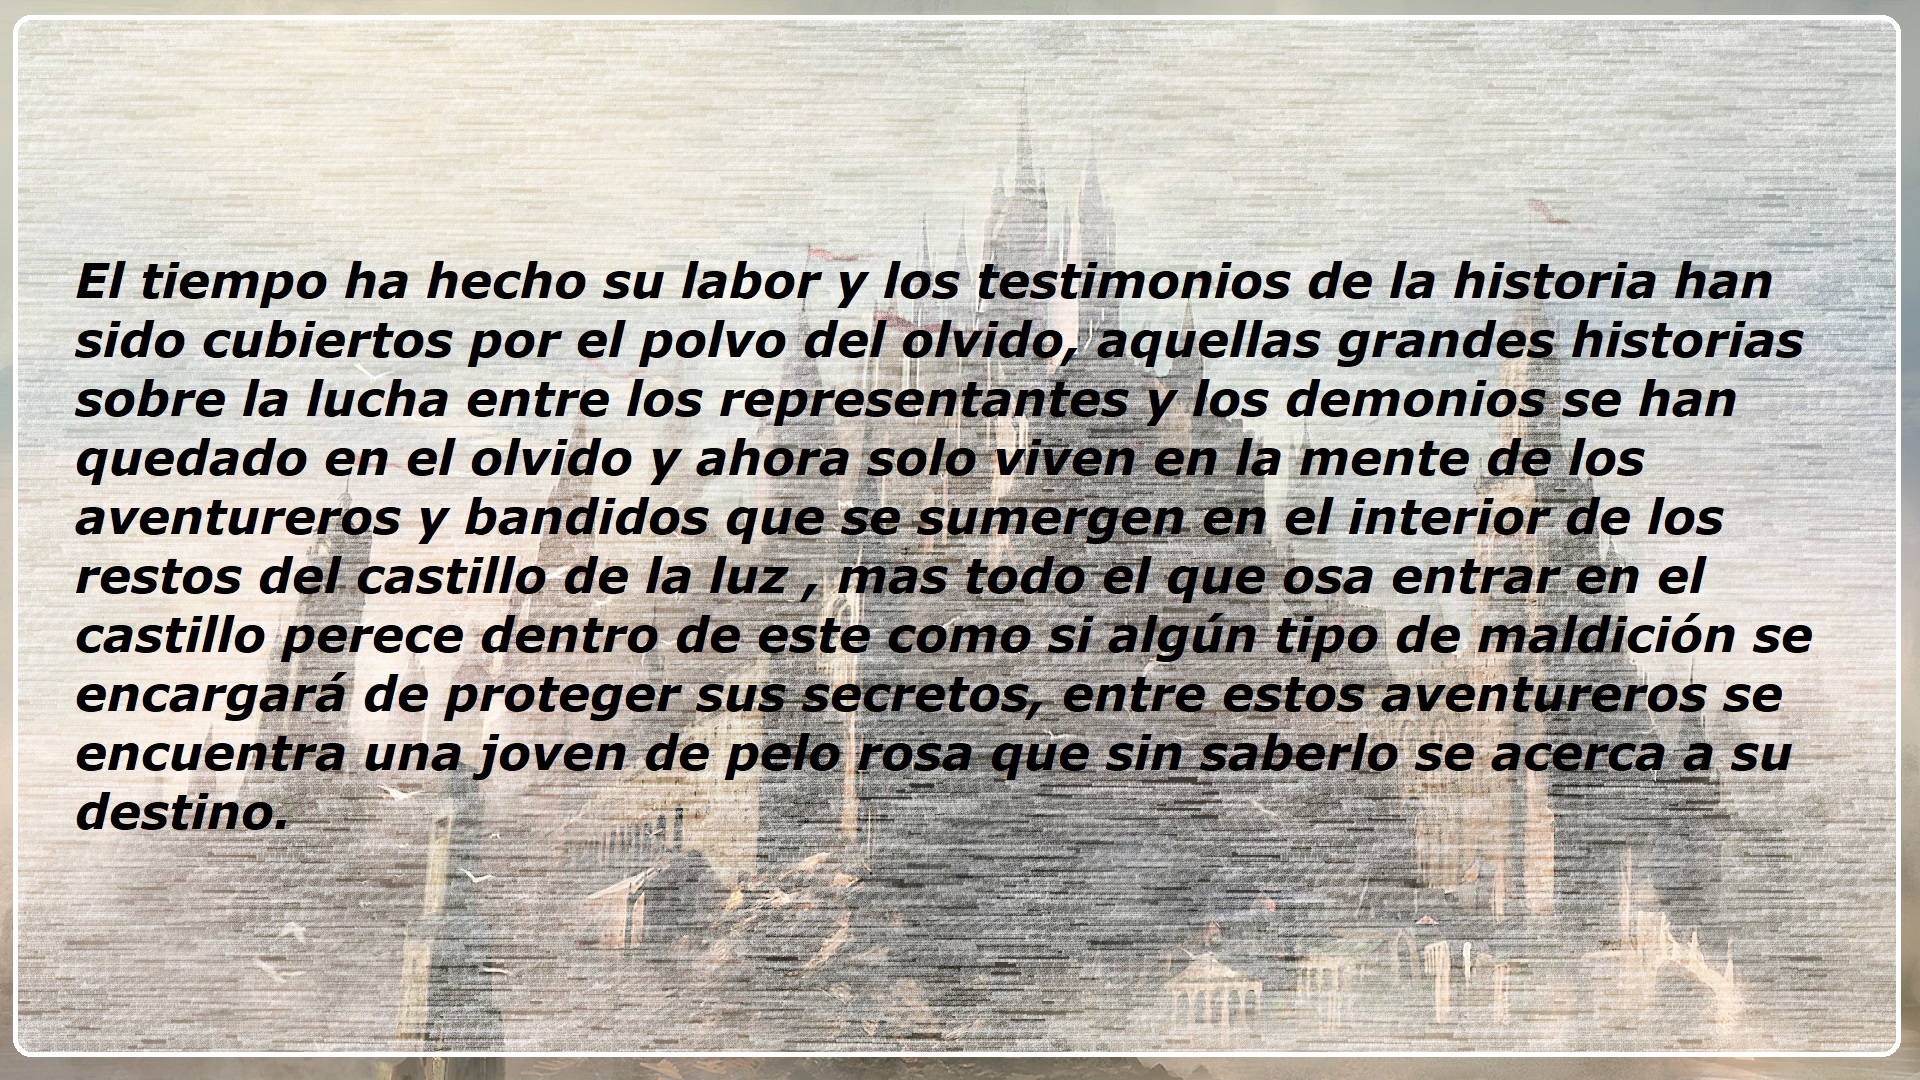 El tiempo ha hecho su labor y los testimonios de la historia han
sido cubiertos por el polvo del olvido, aquellas grandes historias
sobre la lucha entre los representantes y los demonios se han
quedado en el olvido y ahora solo viven en la mente de los
aventureros y bandidos que se sumergen en el interior de los
restos del castillo de la luz , mas todo el que osa entrar en el
castillo perece dentro de este como si algún tipo de maldición se
encargará de proteger sus secretos, entre estos aventureros se
encuentra una joven de pelo rosa que sin saberlo se acerca a su
destino.